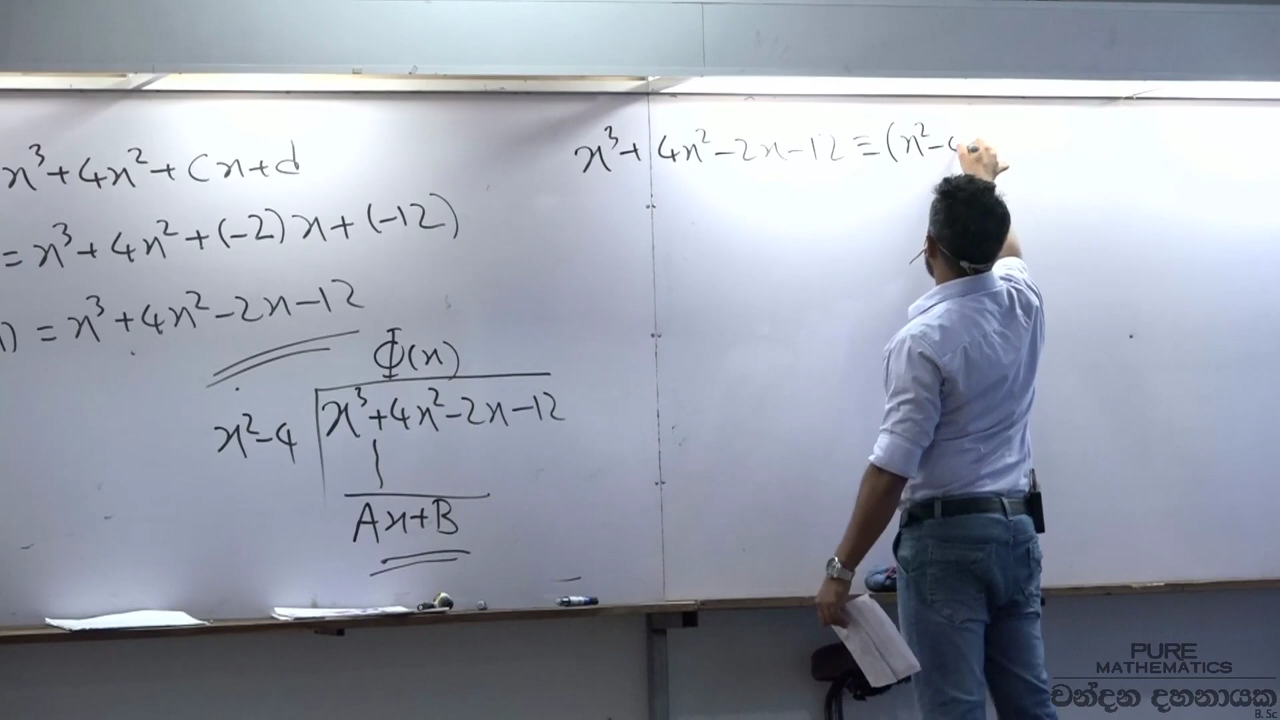 x³+4x²+Cx+d
=x³+4x²+(-2)x+(-12)
) =x³+4x²-2x-12
Φ(x)
x²-4 x³+4x²-2x-12
Ax+B
x³+4x²-2x-12≡(x²-4
PURE
MATHEMATICS
චන්දන දහනායක
B.Sc